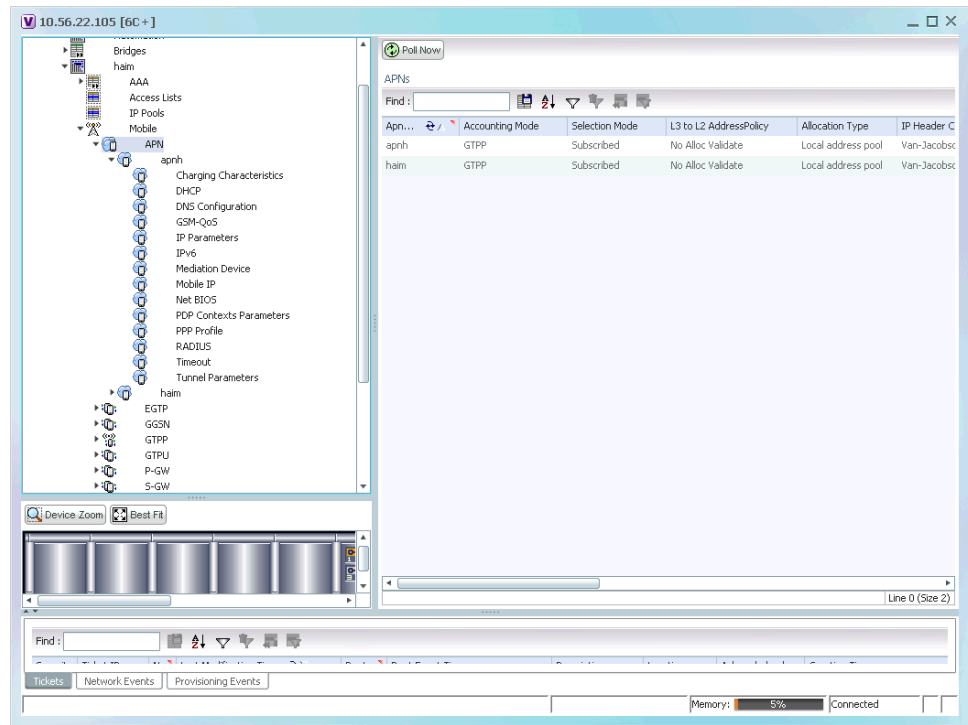 10.56.22.105 [6C+]
Bridges
haim
AAA
Access Lists
IP Pools
Mobile
APN
apnh
Charging Characteristics
DHCP
DNS Configuration
GSM-QoS
IP Parameters
IPv6
Mediation Device
Mobile IP
Net BIOS
PDP Contexts Parameters
PPP Profile
RADIUS
Timeout
Tunnel Parameters
haim
EGTP
GGSN
GTPP
GTPU
P-GW
S-GW
Device Zoom Best Fit
Poll Now
APNs
Find :
Apn... Accounting Mode Selection Mode L3 to L2 AddressPolicy Allocation Type IP Header C
apnh GTPP Subscribed No Alloc Validate Local address pool Van-Jacobsc
haim GTPP Subscribed No Alloc Validate Local address pool Van-Jacobsc
Line 0 (Size 2)
Find :
Tickets Network Events Provisioning Events
Memory: 5% Connected